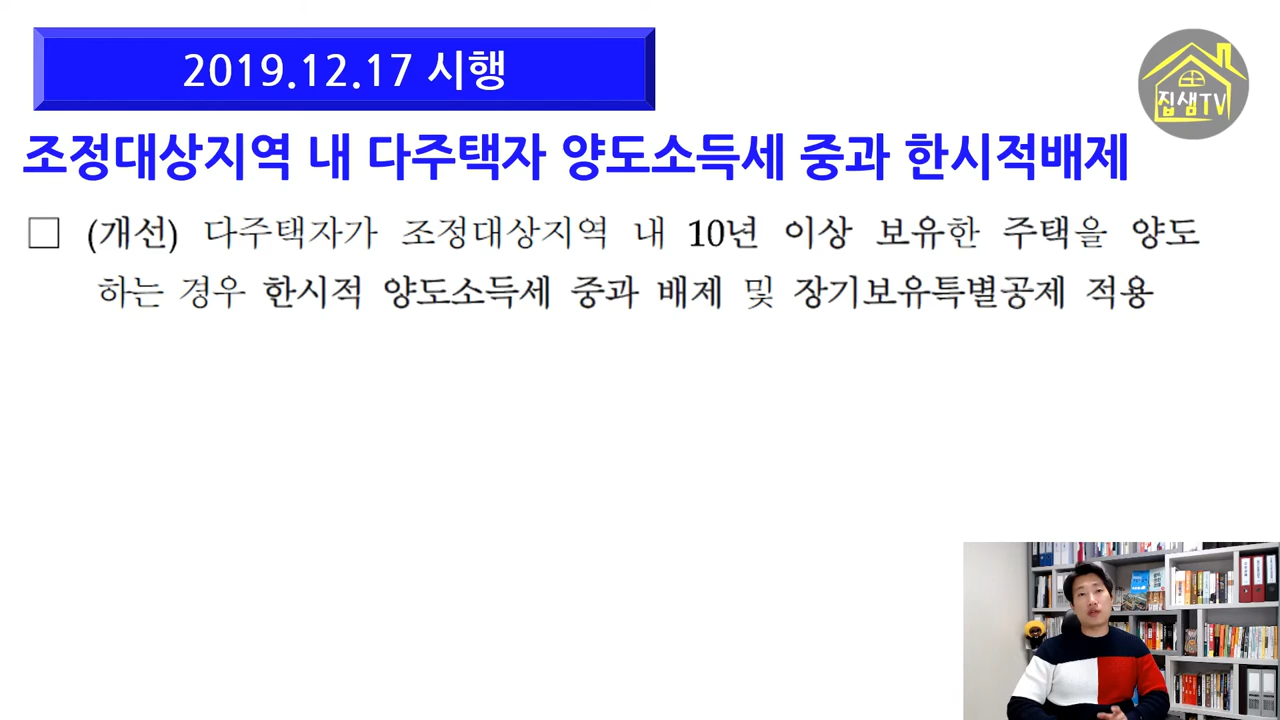 2019.12.17 시행
집샘TV
조정대상지역 내 다주택자 양도소득세 중과 한시적배제
□ (개선) 다주택자가 조정대상지역 내 10년 이상 보유한 주택을 양도
하는 경우 한시적 양도소득세 중과 배제 및 장기보유특별공제 적용